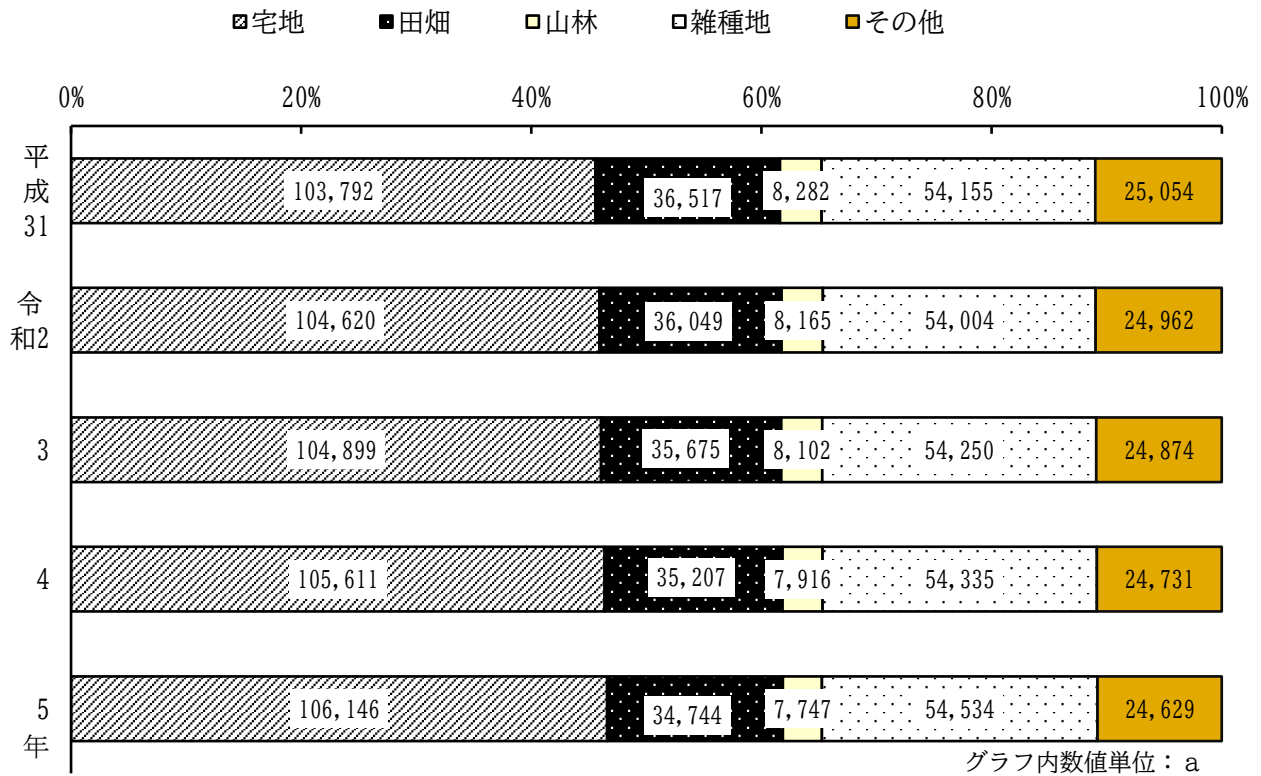 宅地 田畑 山林 雑種地 その他
0% 20% 40% 60% 80% 100%
平成31 103,792 36,517 8,282 54,155 25,054
令和2 104,620 36,049 8,165 54,004 24,962
3 104,899 35,675 8,102 54,250 24,874
4 105,611 35,207 7,916 54,335 24,731
5年 106,146 34,744 7,747 54,534 24,629
グラフ内数値単位：a